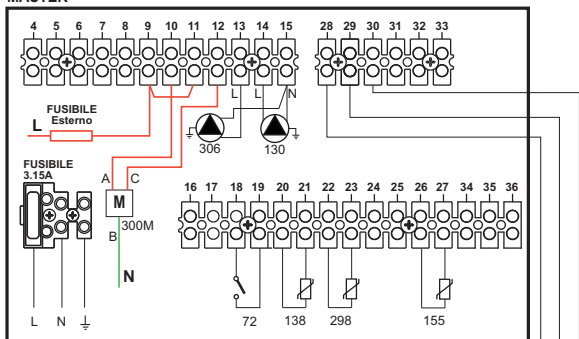 MASTER
4 5 6 7 8 9 10 11 12 13 14 15 28 29 30 31 32 33
L L N
FUSIBILE
Esterno
L
306 130
FUSIBILE
3.15A
A C
M
300M
B
N
16 17 18 19 20 21 22 23 24 25 26 27 34 35 36
L N
72 138 298 155